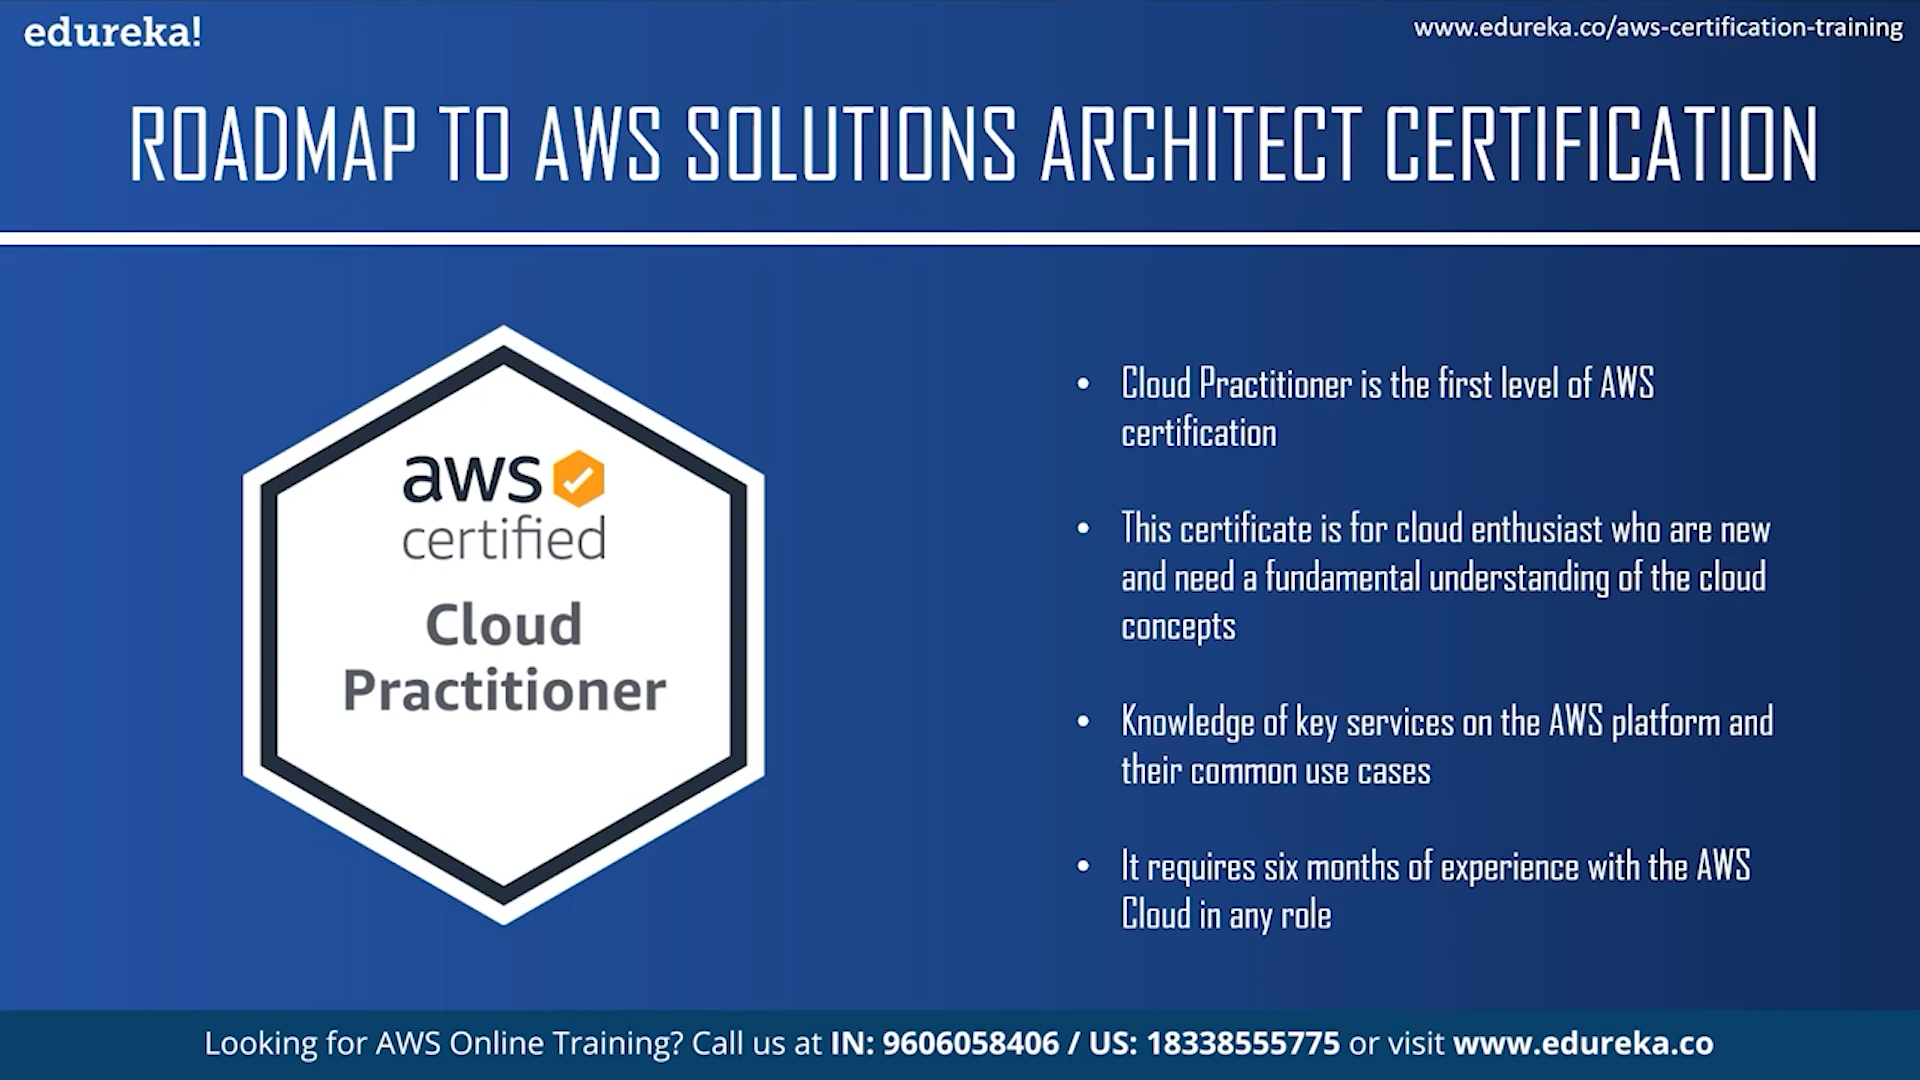 edureka!
www.edureka.co/aws-certification-training
ROADMAP TO AWS SOLUTIONS ARCHITECT CERTIFICATION
aws
certified
Cloud
Practitioner
• Cloud Practitioner is the first level of AWS
certification
• This certificate is for cloud enthusiast who are new
and need a fundamental understanding of the cloud
concepts
• Knowledge of key services on the AWS platform and
their common use cases
• It requires six months of experience with the AWS
Cloud in any role
Looking for AWS Online Training? Call us at IN: 9606058406 / US: 18338555775 or visit www.edureka.co